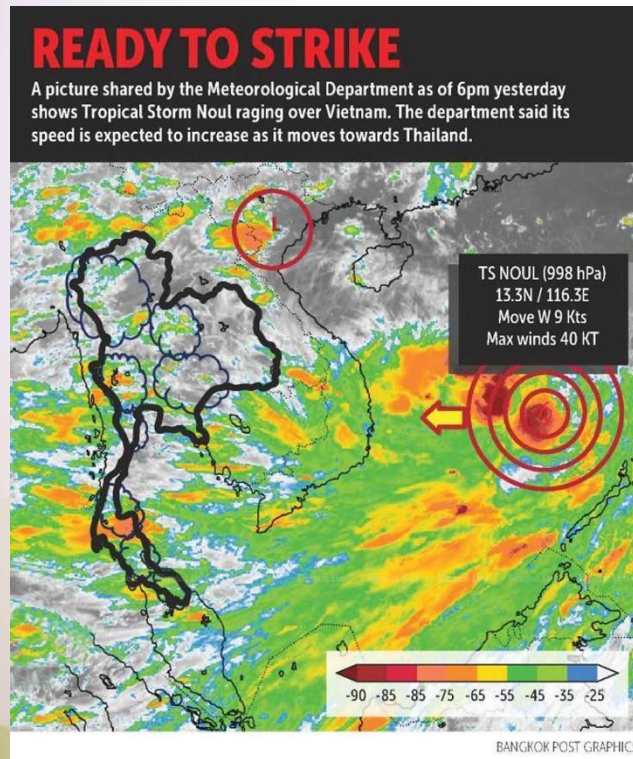 READY TO STRIKE
A picture shared by the Meteorological Department as of 6pm yesterday
shows Tropical Storm Noul raging over Vietnam. The department said its
speed is expected to increase as it moves towards Thailand.
L
TS NOUL (998 hPa)
13.3N / 116.3E
Move W 9 Kts
Max winds 40 KT
-90 -85 -85 -75 -65 -55 -45 -35 -25
BANGKOK POST GRAPHICS